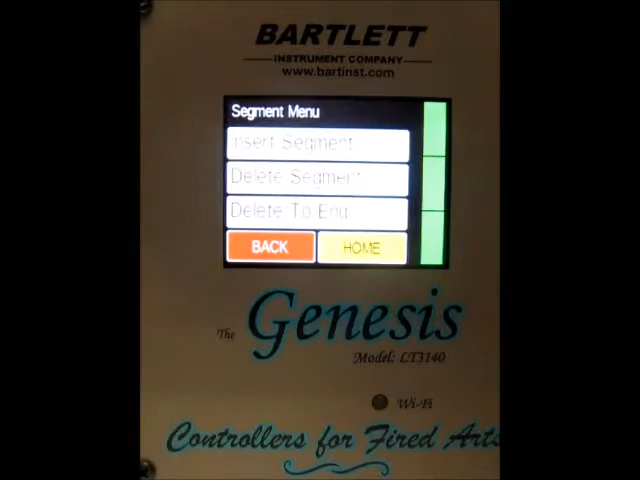 BARTLETT
INSTRUMENT COMPANY
www.bartinst.com
Segment Menu
Insert Segment
Delete Segment
Delete To End
BACK HOME
The Genesis
Model: LT3140
Wi-Fi
Controllers for Fired Arts